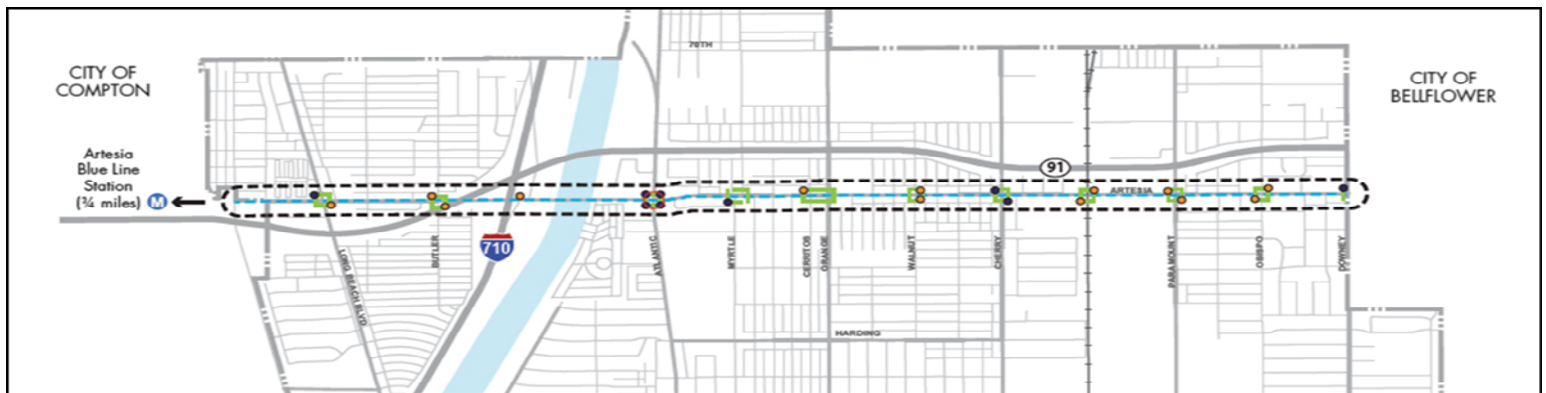 CITY OF
COMPTON
70TH
CITY OF
BELLFLOWER
Artesia
Blue Line
Station
(¾ miles) M
91
ARTESIA
710
LONG BEACH BLVD
BUTLER
ATLANTIC
MYRTLE
CERRITOS
ORANGE
WALNUT
CHERRY
PARAMOUNT
OBISPO
DOWNEY
HARDING